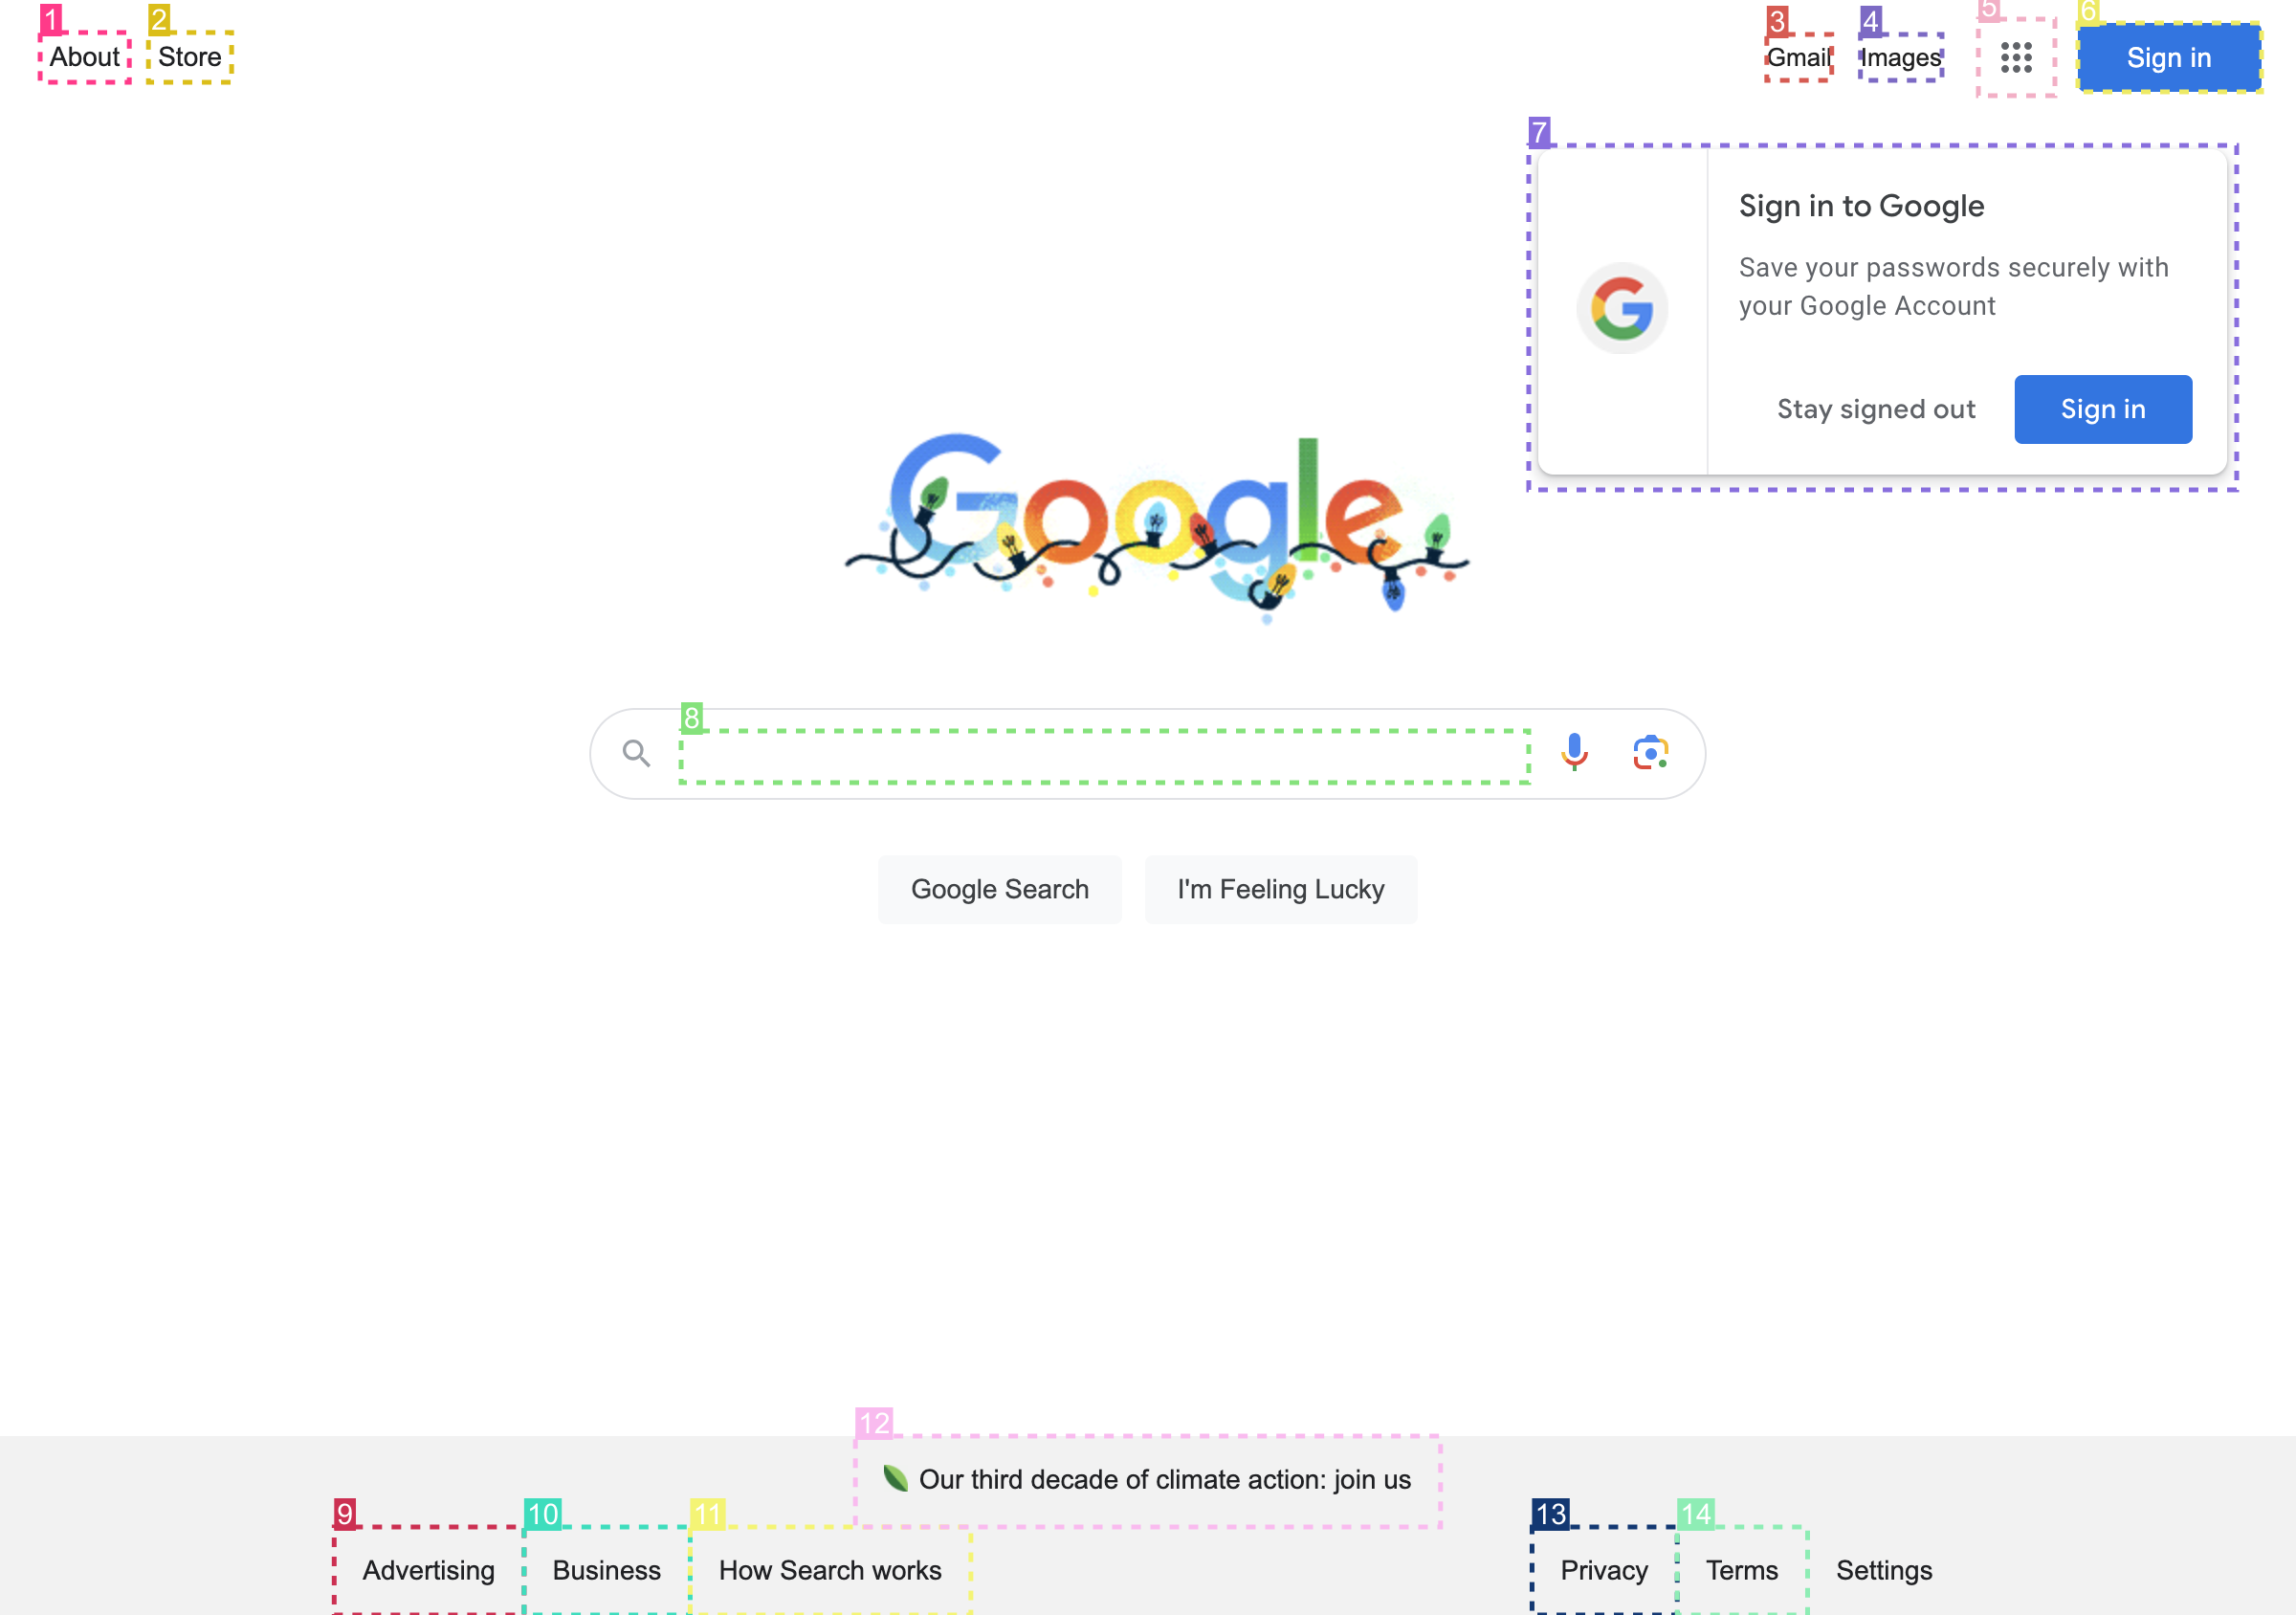 1
About
2
Store
3
Gmail
4
Images
5
6
Sign in
7
Sign in to Google
Save your passwords securely with
your Google Account
Stay signed out
Sign in
Google
8
Google Search
I'm Feeling Lucky
12
Our third decade of climate action: join us
9
Advertising
10
Business
11
How Search works
13
Privacy
14
Terms
Settings